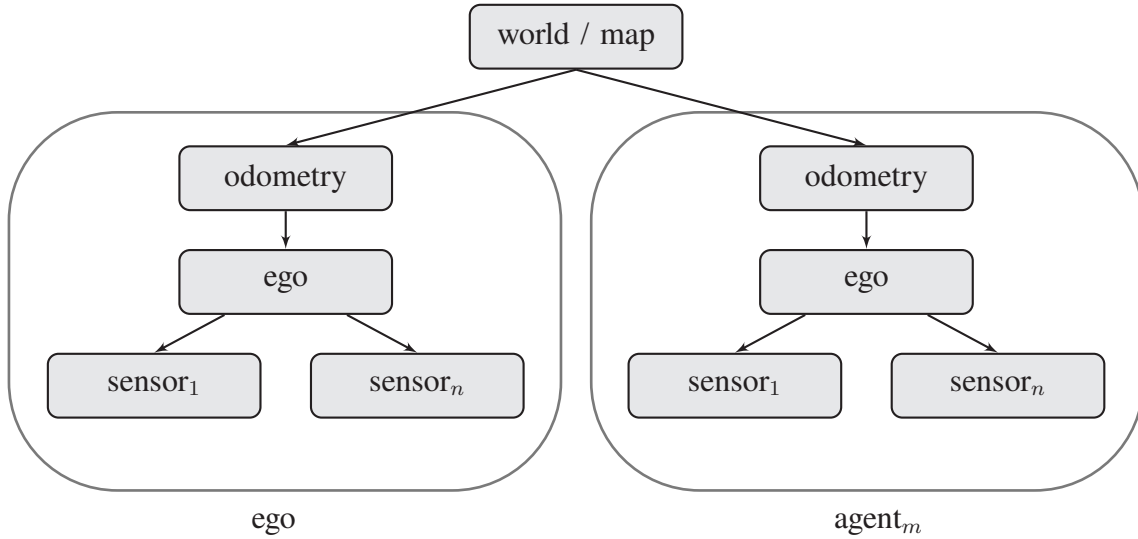 world / map
odometry
odometry
ego
ego
sensor₁
sensorₙ
sensor₁
sensorₙ
ego
agentₘ